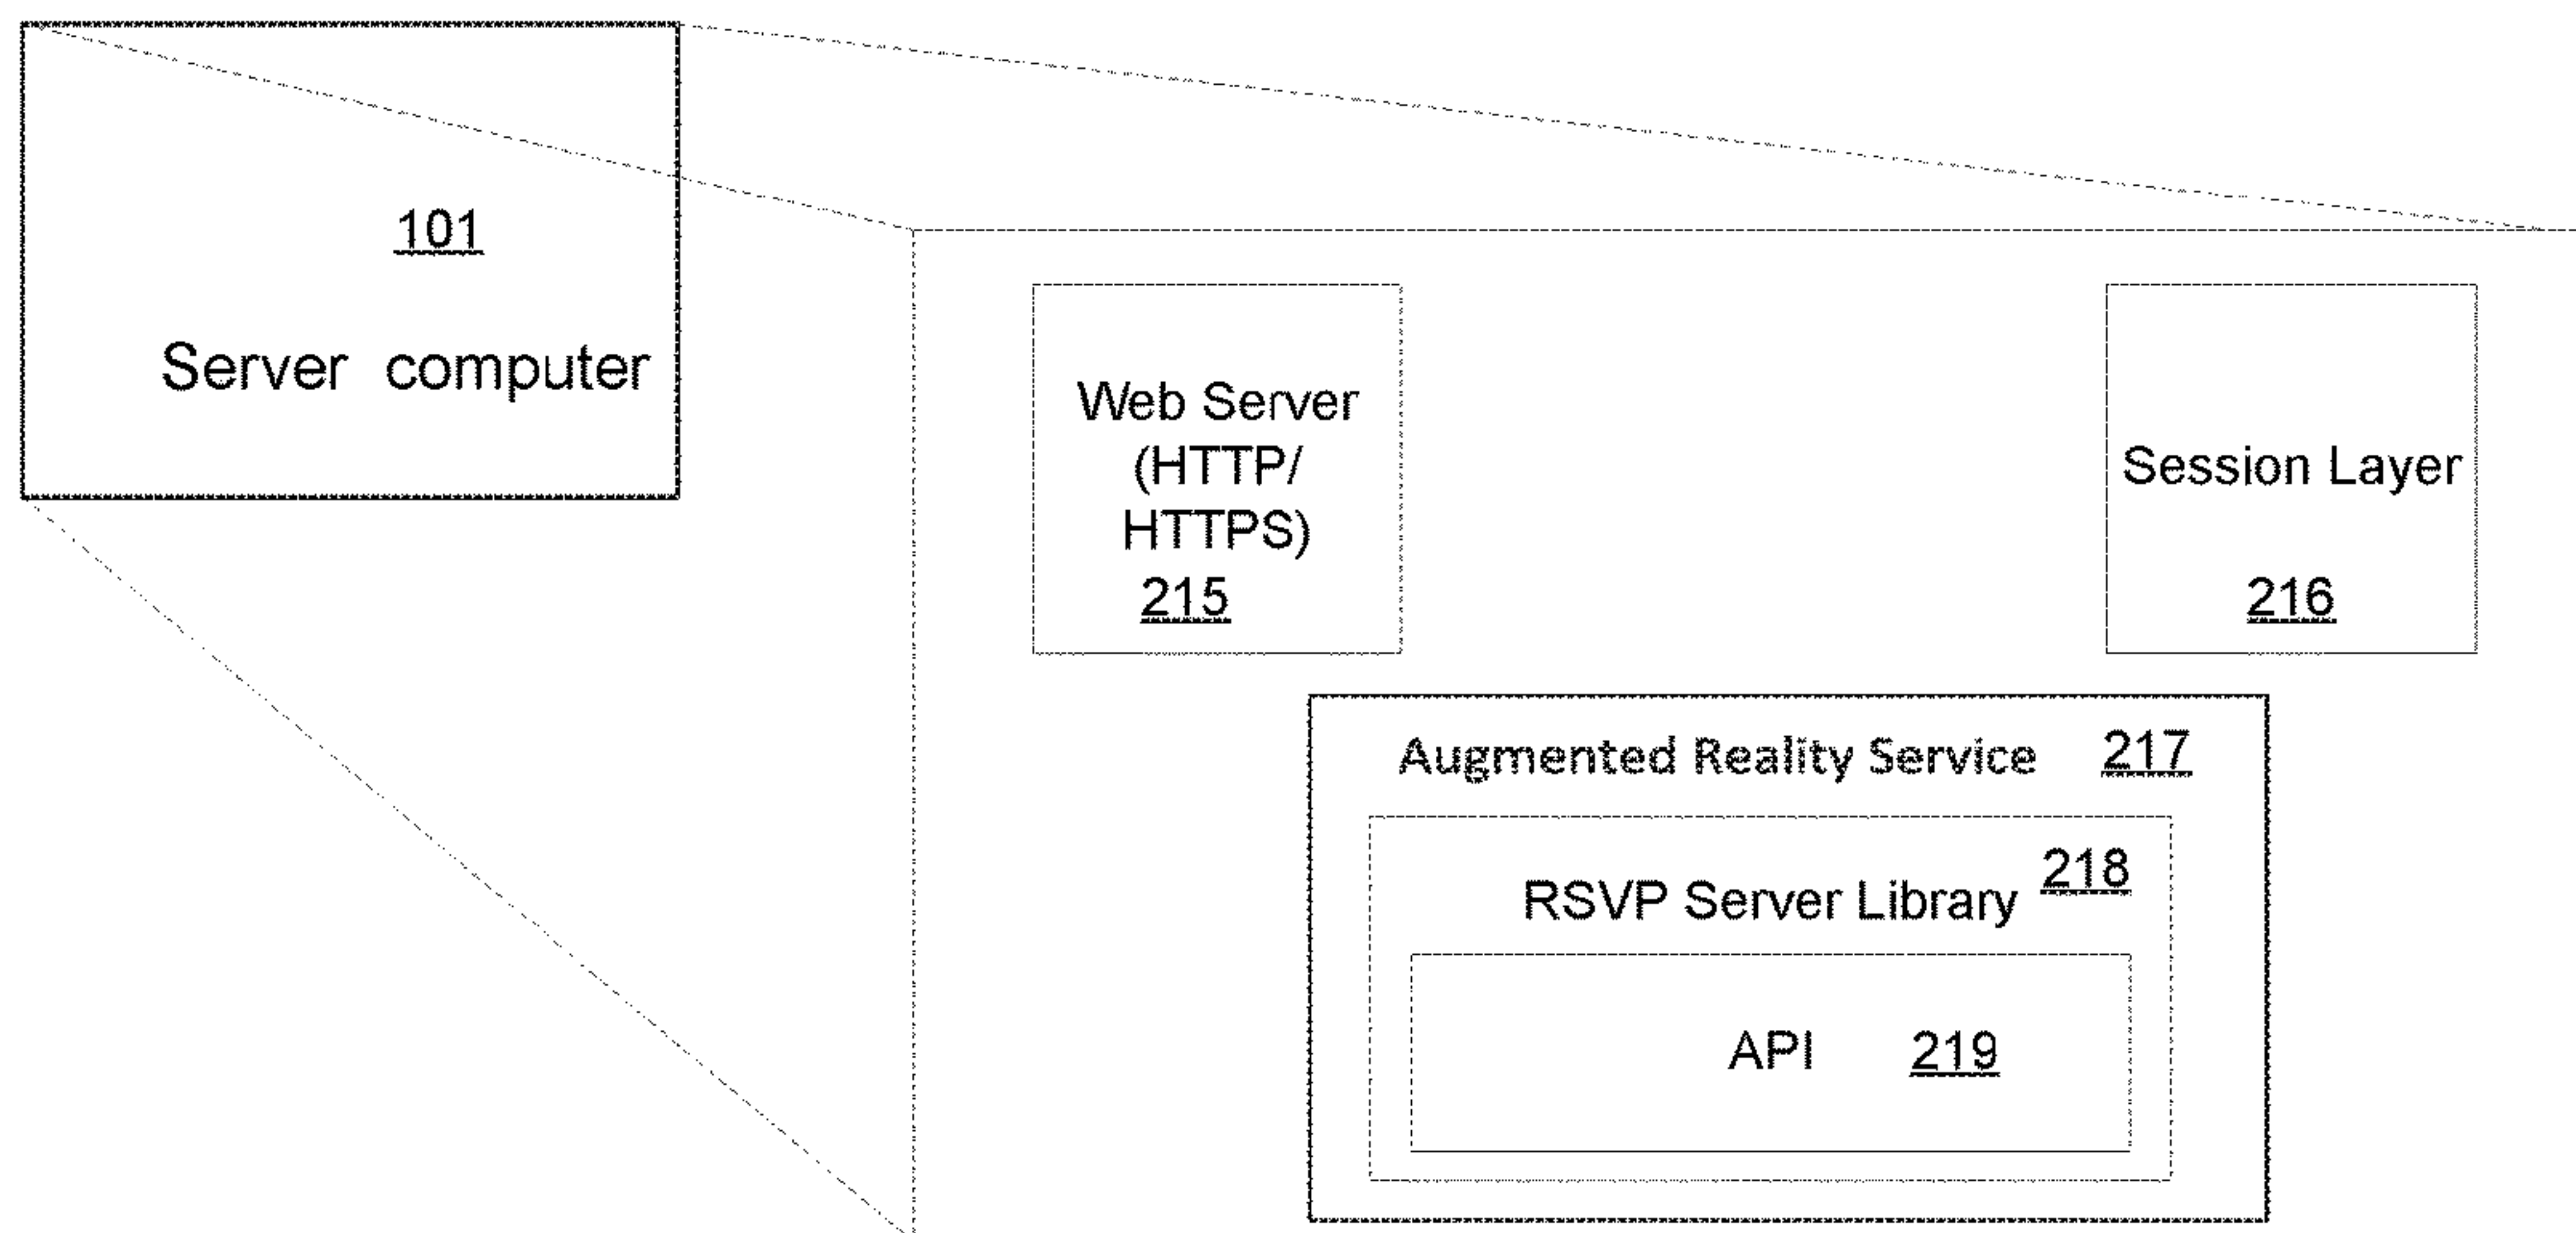 101
Server computer
Web Server
(HTTP/
HTTPS)
215
Session Layer
216
Augmented Reality Service 217
RSVP Server Library 218
API 219